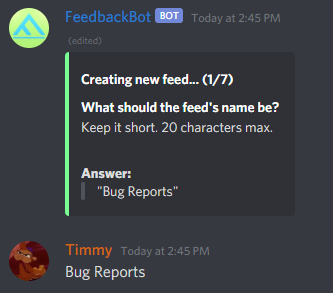 FeedbackBot BOT Today at 2:45 PM
(edited)
Creating new feed... (1/7)
What should the feed's name be?
Keep it short. 20 characters max.
Answer:
"Bug Reports"
Timmy Today at 2:45 PM
Bug Reports